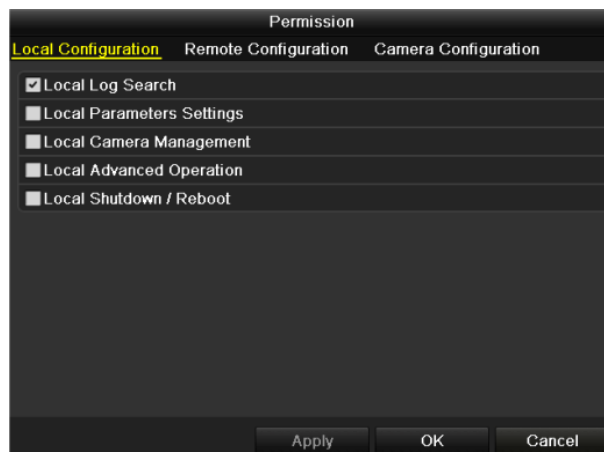 Permission
Local Configuration Remote Configuration Camera Configuration
Local Log Search
Local Parameters Settings
Local Camera Management
Local Advanced Operation
Local Shutdown / Reboot
Apply OK Cancel